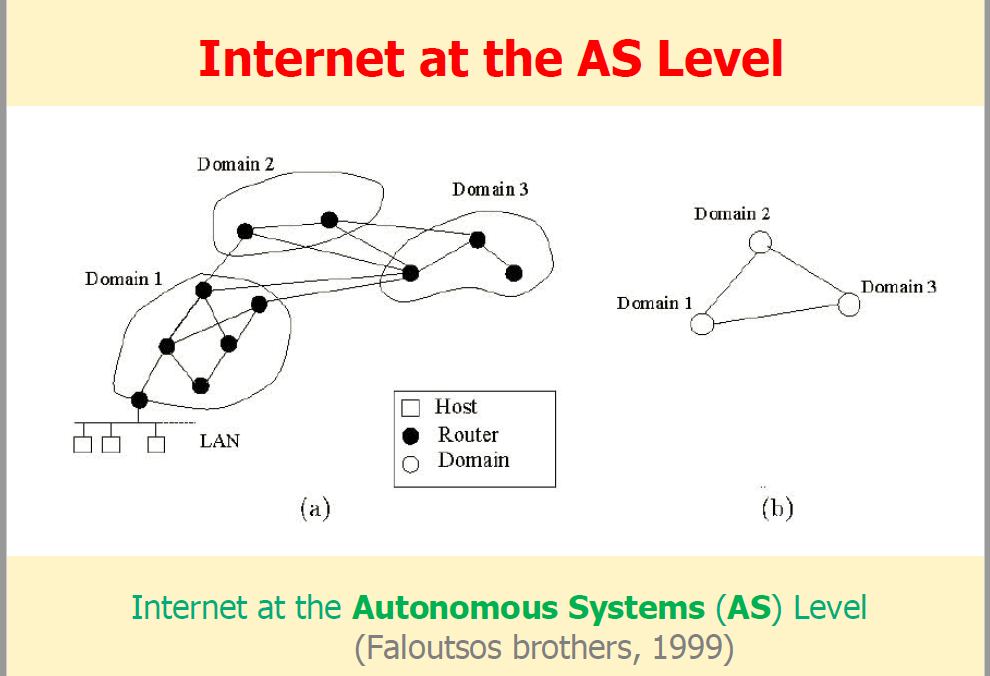 Internet at the AS Level
Domain 2
Domain 3
Domain 1
LAN
Host
Router
Domain
(a)
Domain 2
Domain 1
Domain 3
(b)
Internet at the Autonomous Systems (AS) Level
(Faloutsos brothers, 1999)